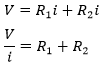 V = R₁i + R₂i
V/i = R₁ + R₂